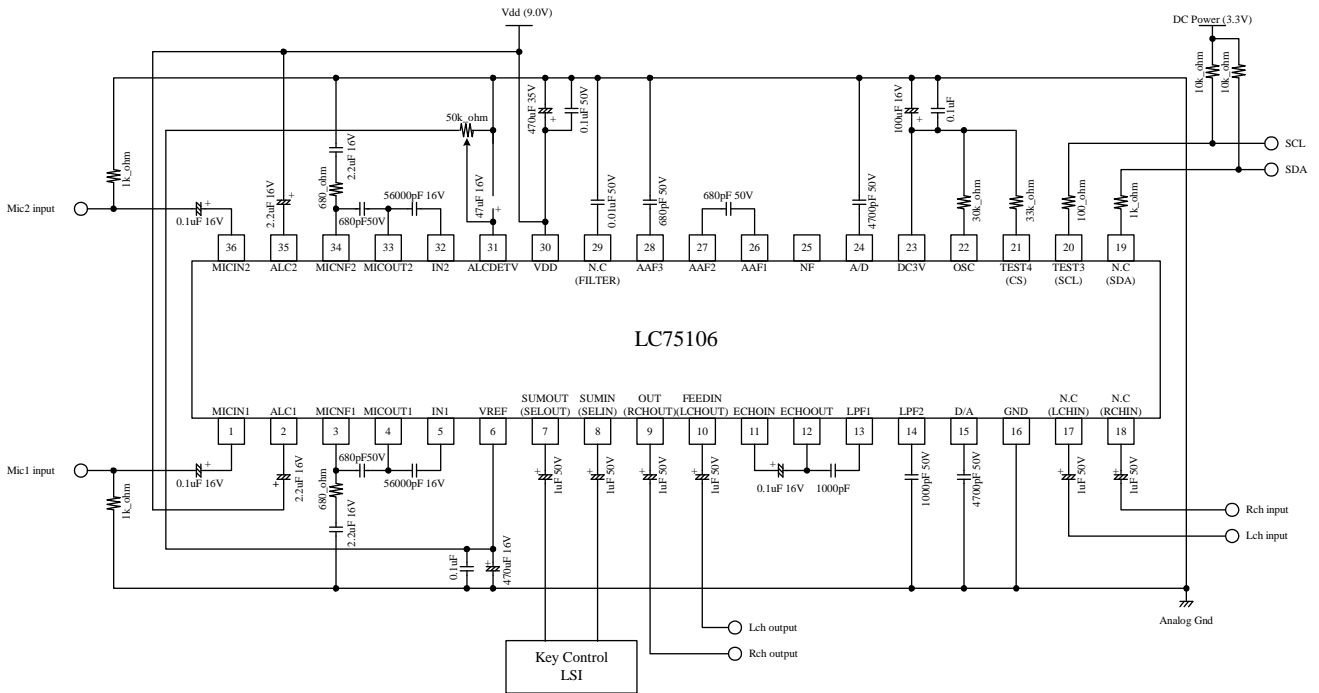 Vdd (9.0V)
DC Power (3.3V)
10k_ohm
10k_ohm
1k_ohm
2.2uF 16V
680_ohm
2.2uF 16V
680pF50V
56000pF 16V
50k_ohm
47uF 16V
+
470uF 35V
+
0.1uF 50V
0.01uF 50V
680pF 50V
680pF 50V
4700pF 50V
100uF 16V
+
0.1uF
30k_ohm
33k_ohm
100_ohm
1k_ohm
SCL
SDA
Mic2 input
+
0.1uF 16V
+
36
35
34
33
32
31
30
29
28
27
26
25
24
23
22
21
20
19
MICIN2
ALC2
MICNF2
MICOUT2
IN2
ALCDETV
VDD
N.C
(FILTER)
AAF3
AAF2
AAF1
NF
A/D
DC3V
OSC
TEST4
(CS)
TEST3
(SCL)
N.C
(SDA)
LC75106
MICIN1
ALC1
MICNF1
MICOUT1
IN1
VREF
SUMOUT
(SELOUT)
SUMIN
(SELIN)
OUT
(RCHOUT)
FEEDIN
(LCHOUT)
ECHOIN
ECHOOUT
LPF1
LPF2
D/A
GND
N.C
(LCHIN)
N.C
(RCHIN)
1
2
3
4
5
6
7
8
9
10
11
12
13
14
15
16
17
18
Mic1 input
+
0.1uF 16V
1k_ohm
+
2.2uF 16V
680_ohm
2.2uF 16V
680pF50V
56000pF 16V
0.1uF
+
470uF 16V
+
1uF 50V
+
1uF 50V
+
1uF 50V
+
1uF 50V
+
0.1uF 16V
1000pF
1000pF 50V
4700pF 50V
+
1uF 50V
+
1uF 50V
Rch input
Lch input
Analog Gnd
Lch output
Rch output
Key Control
LSI